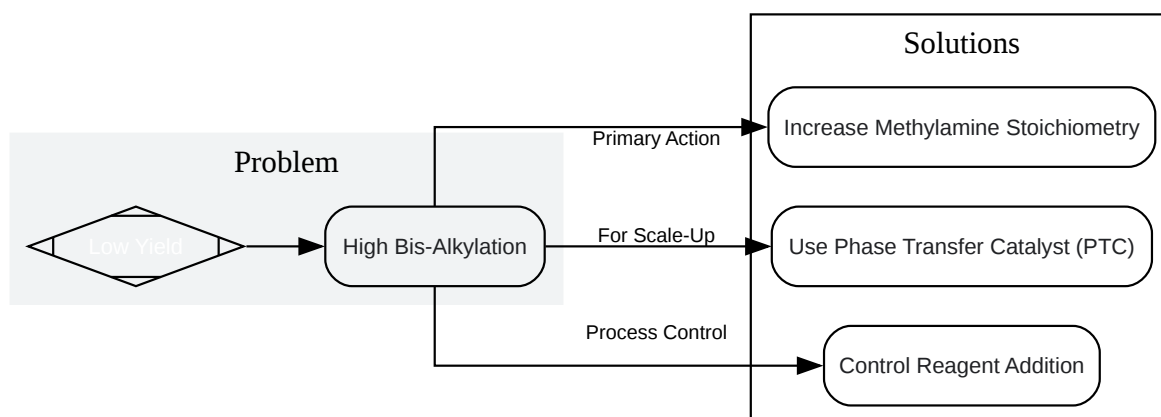 Solutions
Increase Methylamine Stoichiometry
Primary Action
Problem
Low Yield
High Bis-Alkylation
For Scale-Up
Use Phase Transfer Catalyst (PTC)
Process Control
Control Reagent Addition